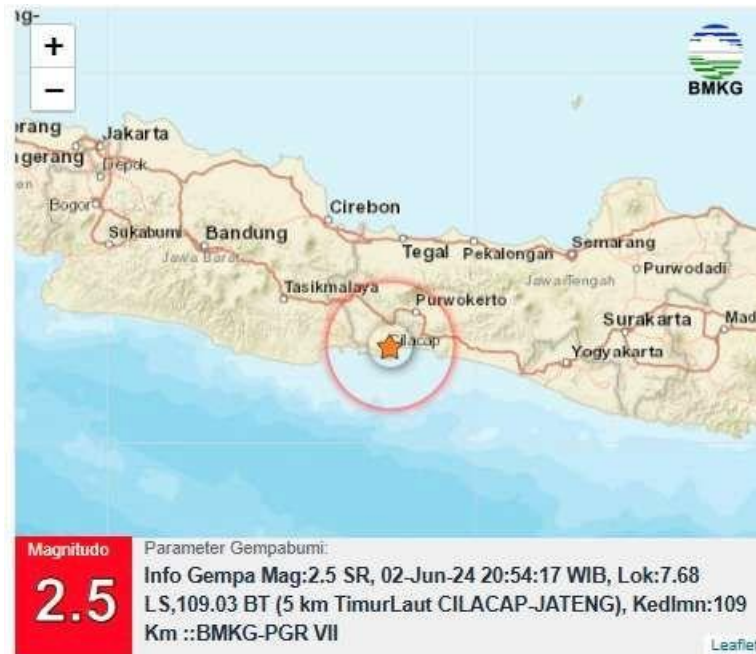 +
−
BMKG
Jakarta
Depok
Bogor
Sukabumi
Bandung
Jawa Barat
Cirebon
Tegal
Pekalongan
Semarang
Purwodadi
Jawa Tengah
Tasikmalaya
Purwokerto
Cilacap
Surakarta
Yogyakarta
Magnitudo
2.5
Parameter Gempabumi:
Info Gempa Mag:2.5 SR, 02-Jun-24 20:54:17 WIB, Lok:7.68
LS,109.03 BT (5 km TimurLaut CILACAP-JATENG), Kedlmn:109
Km ::BMKG-PGR VII
Leaflet